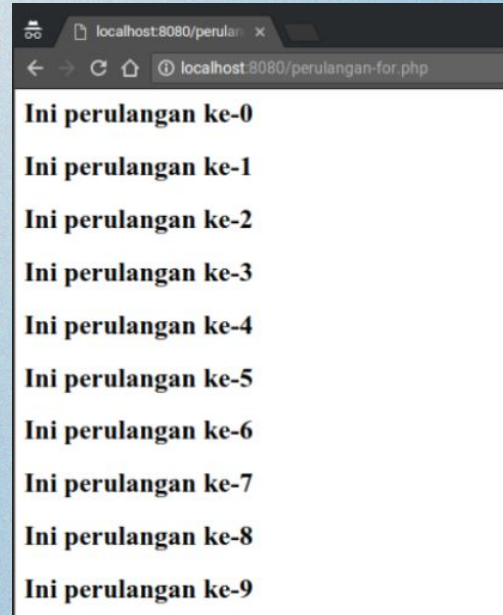 localhost:8080/perulan
localhost:8080/perulangan-for.php
Ini perulangan ke-0
Ini perulangan ke-1
Ini perulangan ke-2
Ini perulangan ke-3
Ini perulangan ke-4
Ini perulangan ke-5
Ini perulangan ke-6
Ini perulangan ke-7
Ini perulangan ke-8
Ini perulangan ke-9